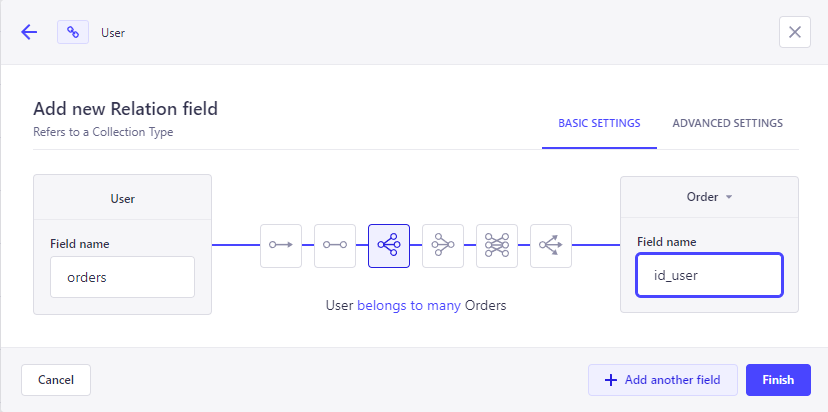 User
Add new Relation field
Refers to a Collection Type
BASIC SETTINGS
ADVANCED SETTINGS
User
Field name
orders
Order
Field name
id_user
User belongs to many Orders
Cancel
Add another field
Finish